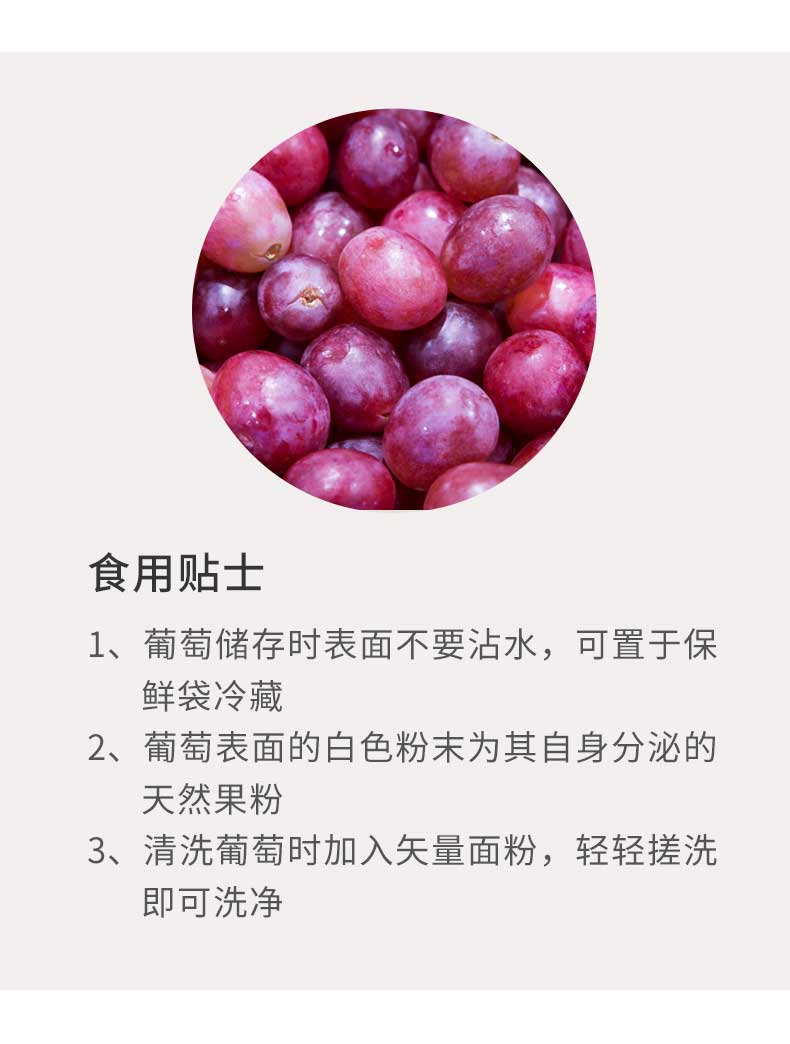 食用贴士
1、葡萄储存时表面不要沾水，可置于保
鲜袋冷藏
2、葡萄表面的白色粉末为其自身分泌的
天然果粉
3、清洗葡萄时加入矢量面粉，轻轻搓洗
即可洗净